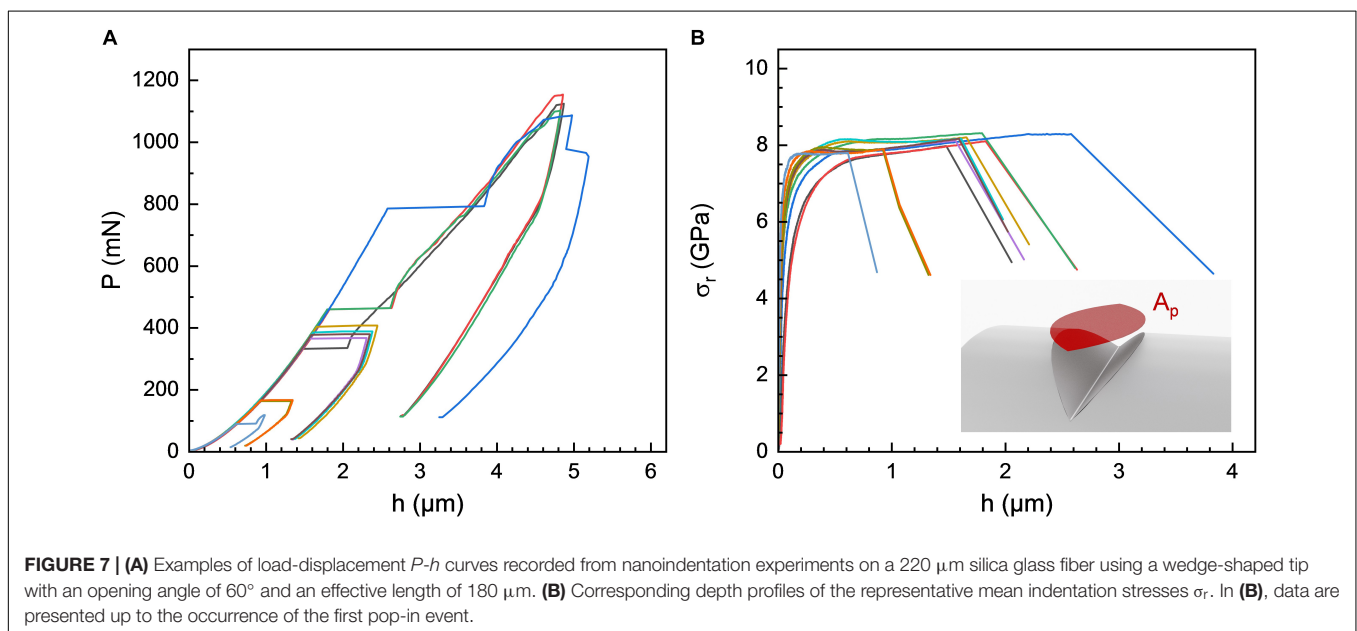 A
B
1200
1000
800
600
400
200
0
P (mN)
0 1 2 3 4 5 6
h (μm)
10
8
6
4
2
0
σr (GPa)
Ap
0 1 2 3 4
h (μm)
FIGURE 7 | (A) Examples of load-displacement P-h curves recorded from nanoindentation experiments on a 220 μm silica glass fiber using a wedge-shaped tip
with an opening angle of 60° and an effective length of 180 μm. (B) Corresponding depth profiles of the representative mean indentation stresses σr. In (B), data are
presented up to the occurrence of the first pop-in event.